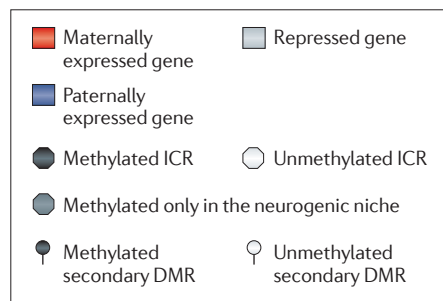 Maternally
expressed gene
Repressed gene
Paternally
expressed gene
Methylated ICR
Unmethylated ICR
Methylated only in the neurogenic niche
Methylated
secondary DMR
Unmethylated
secondary DMR